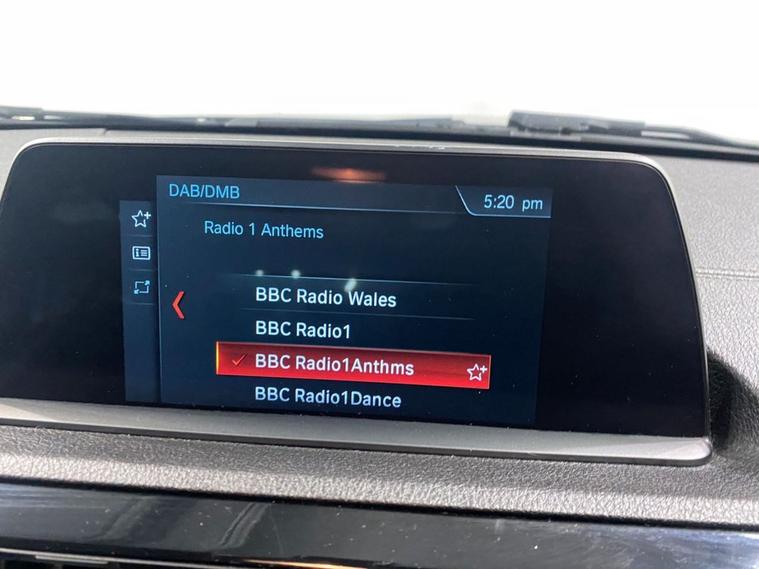 DAB/DMB
5:20 pm
Radio 1 Anthems
BBC Radio Wales
BBC Radio1
BBC Radio1Anthms
BBC Radio1Dance